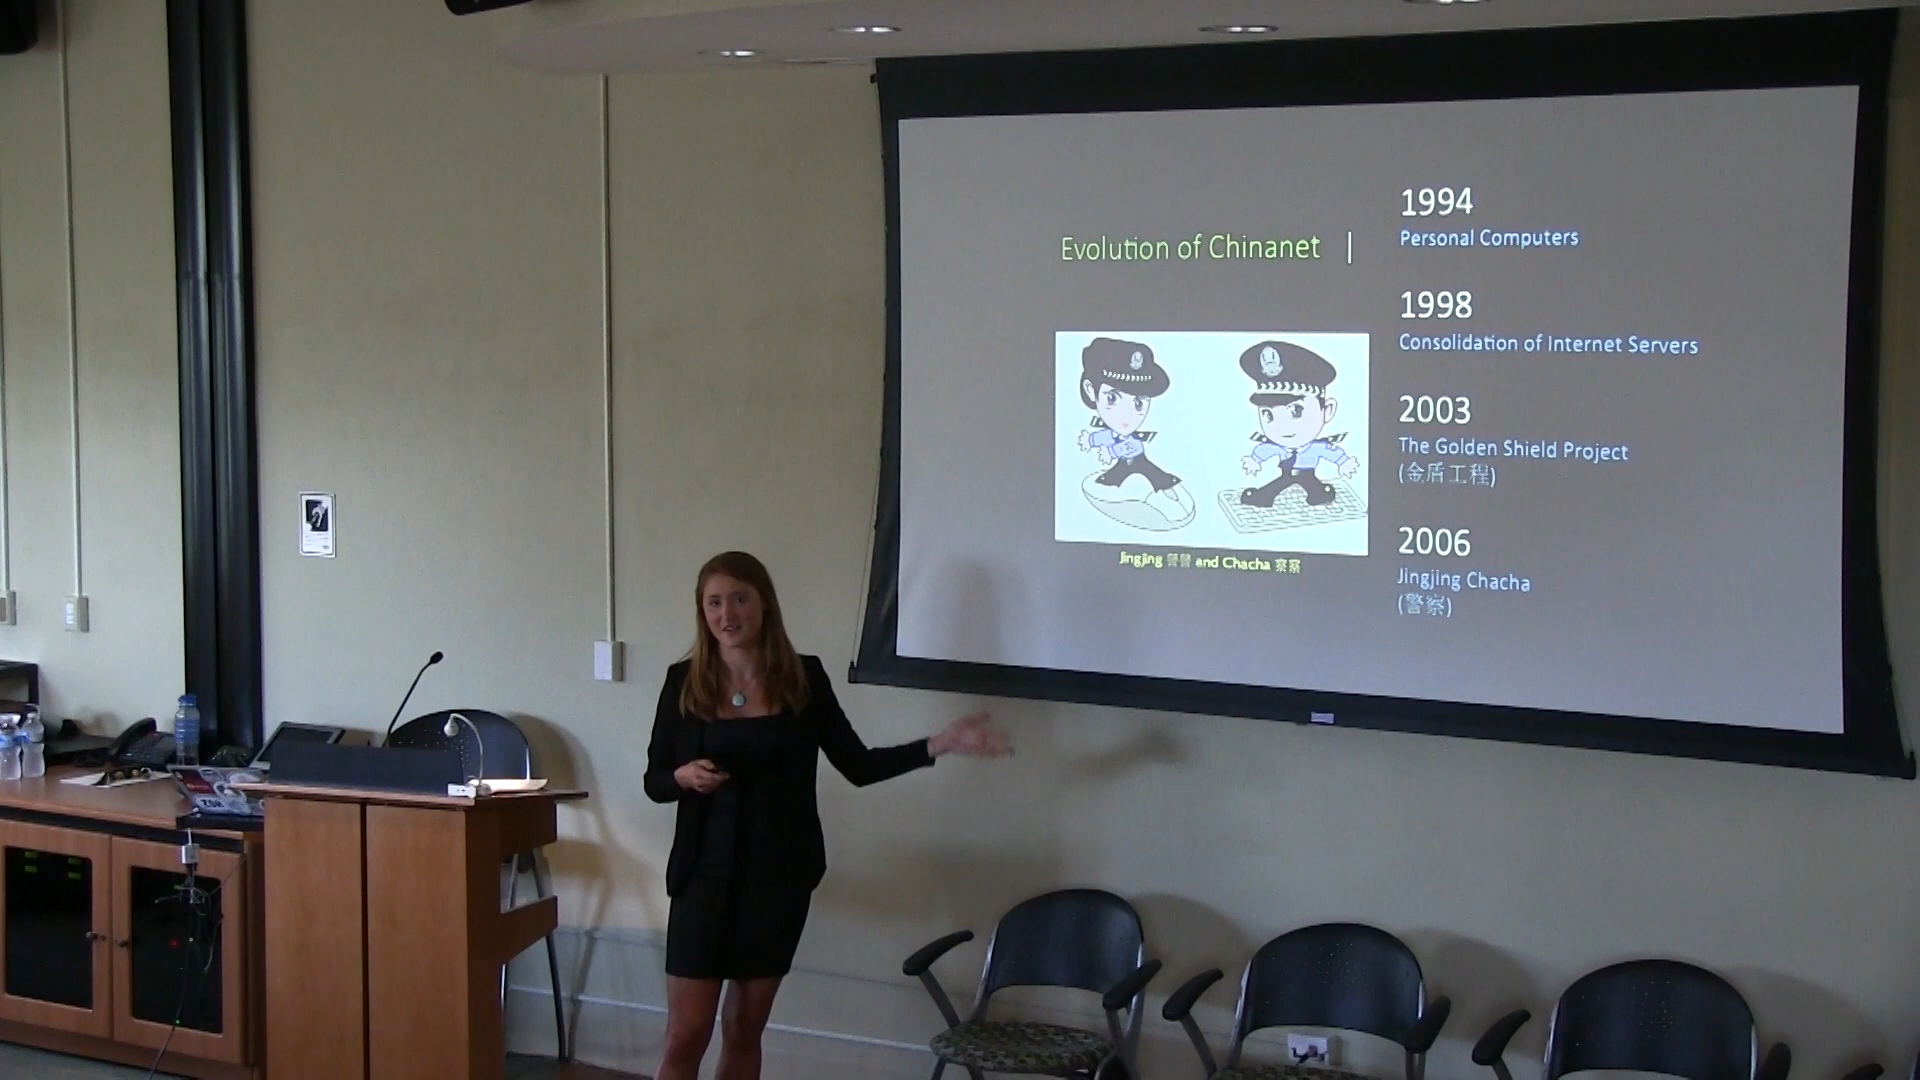 Evolution of Chinanet |
1994
Personal Computers
1998
Consolidation of Internet Servers
2003
The Golden Shield Project
(金盾工程)
2006
Jingjing Chacha
(警察)
Jingjing 警警 and Chacha 察察